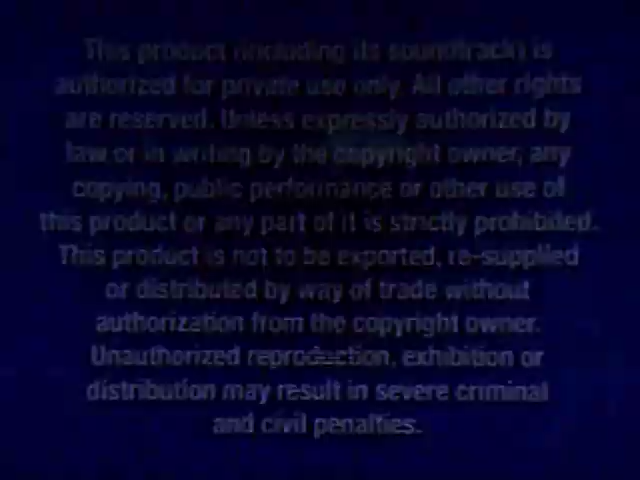 This product (including its soundtrack) is
authorized for private use only. All other rights
are reserved. Unless expressly authorized by
law or in writing by the copyright owner, any
copying, public performance or other use of
this product or any part of it is strictly prohibited.
This product is not to be exported, re-supplied
or distributed by way of trade without
authorization from the copyright owner.
Unauthorized reproduction, exhibition or
distribution may result in severe criminal
and civil penalties.